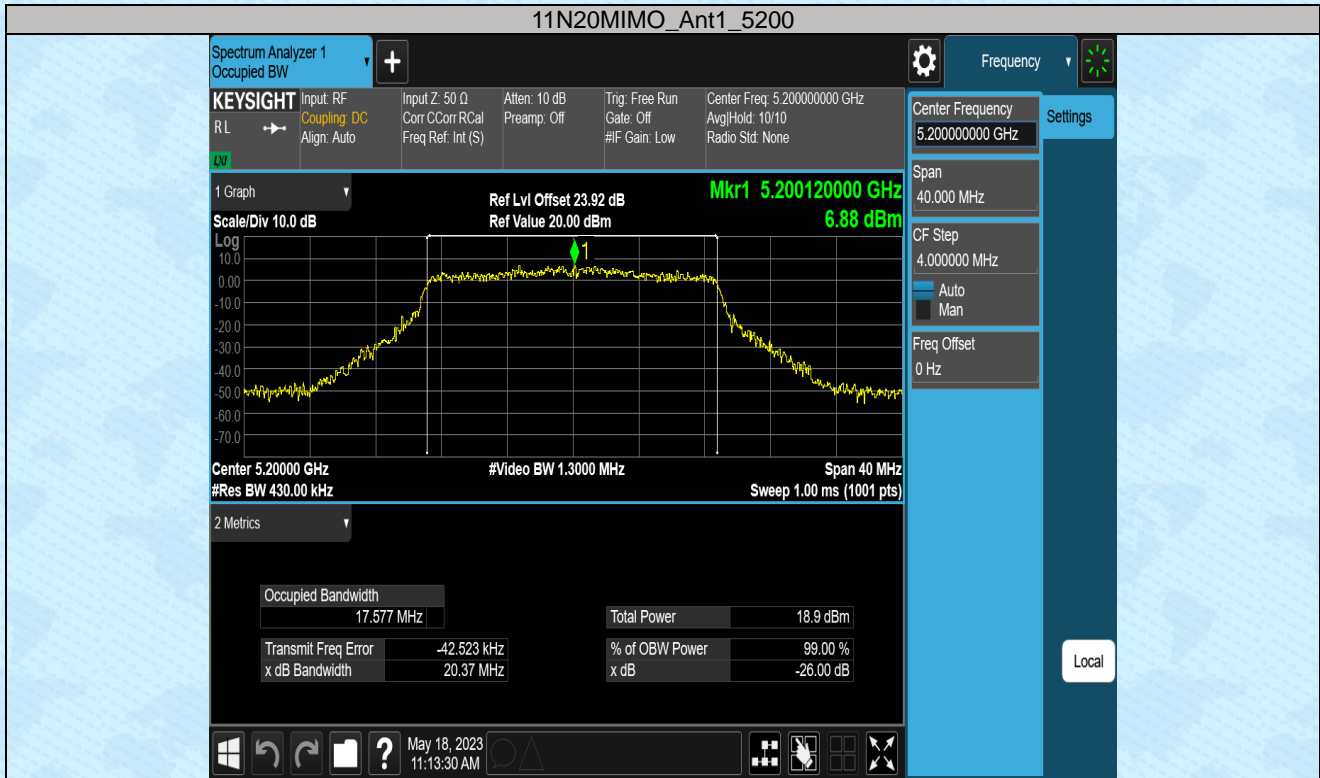 11N20MIMO_Ant1_5200
Spectrum Analyzer 1
Occupied BW
Frequency
KEYSIGHT
R L
LXI
Input: RF
Coupling: DC
Align: Auto
Input Z: 50 Ω
Corr CCorr RCal
Freq Ref: Int (S)
Atten: 10 dB
Preamp: Off
Trig: Free Run
Gate: Off
#IF Gain: Low
Center Freq: 5.200000000 GHz
Avg|Hold: 10/10
Radio Std: None
Center Frequency
5.200000000 GHz
Settings
Span
40.000 MHz
CF Step
4.000000 MHz
Auto
Man
Freq Offset
0 Hz
Local
1 Graph
Scale/Div 10.0 dB
Ref Lvl Offset 23.92 dB
Ref Value 20.00 dBm
Mkr1 5.200120000 GHz
6.88 dBm
Log
10.0
0.00
-10.0
-20.0
-30.0
-40.0
-50.0
-60.0
-70.0
1
Center 5.20000 GHz
#Video BW 1.3000 MHz
Span 40 MHz
#Res BW 430.00 kHz
Sweep 1.00 ms (1001 pts)
2 Metrics
Occupied Bandwidth
17.577 MHz
Total Power 18.9 dBm
Transmit Freq Error -42.523 kHz
% of OBW Power 99.00 %
x dB Bandwidth 20.37 MHz
x dB -26.00 dB
?
May 18, 2023
11:13:30 AM